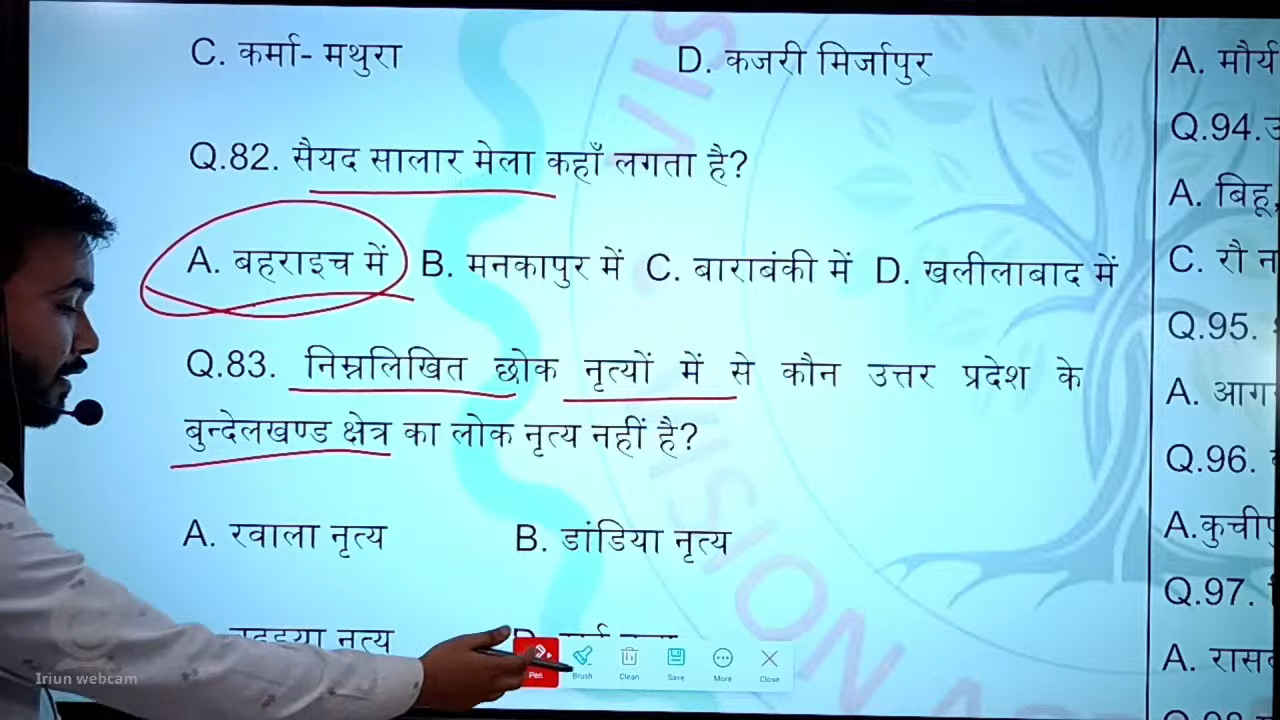 C. कर्मा- मथुरा
D. कजरी मिर्जापुर
Q.82. सैयद सालार मेला कहाँ लगता है?
A. बहराइच में B. मनकापुर में C. बाराबंकी में D. खलीलाबाद में
Q.83. निम्नलिखित छोक नृत्यों में से कौन उत्तर प्रदेश के
बुन्देलखण्ड क्षेत्र का लोक नृत्य नहीं है?
A. रवाला नृत्य
B. डांडिया नृत्य
नृत्य
A. मौर्य
Q.94.
A. बिहू,
C. रौ
Q.95.
A.
Q.96.
A.
Q.97.
A.
VISION
Pen Brush Clean Save More Close
Iriun webcam